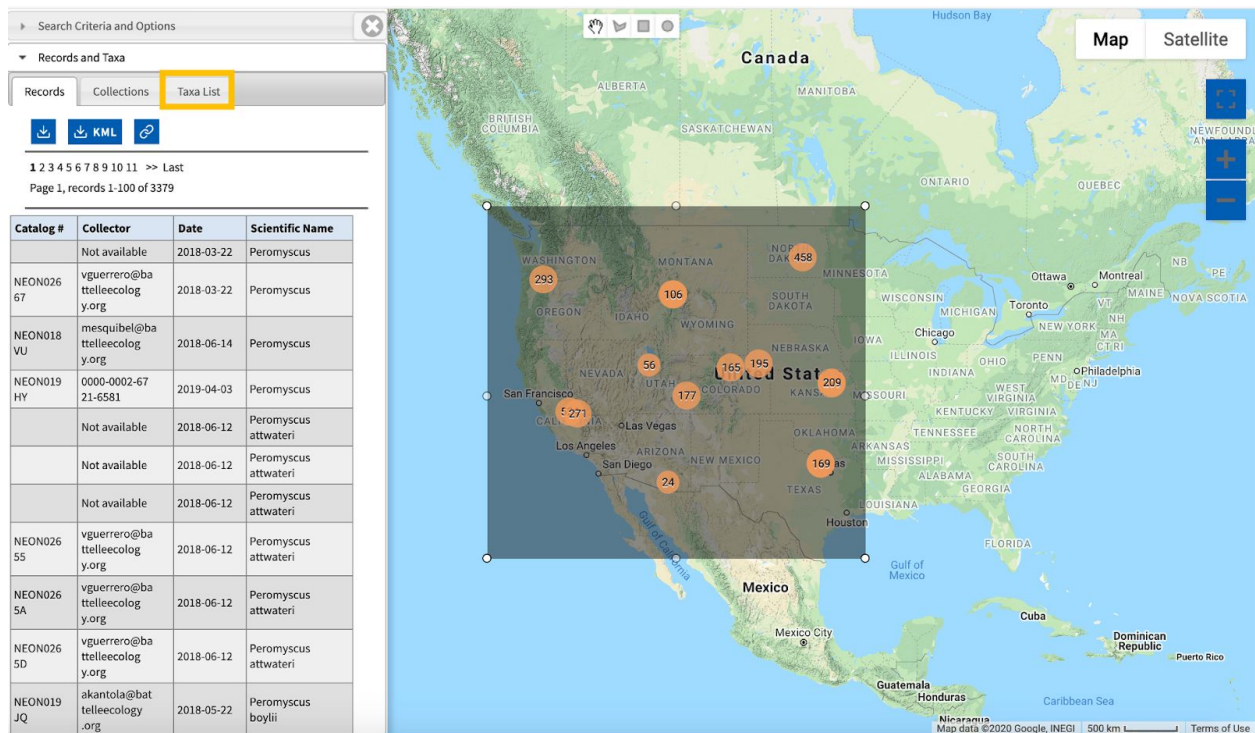 Search Criteria and Options
Records and Taxa
Records Collections Taxa List
KML
1 2 3 4 5 6 7 8 9 10 11 >> Last
Page 1, records 1-100 of 3379
Catalog # Collector Date Scientific Name
Not available 2018-03-22 Peromyscus
NEON026
67
vguerrero@ba
ttelleecolog
y.org
2018-03-22
Peromyscus
NEON018
VU
mesquibel@ba
ttelleecolog
y.org
2018-06-14
Peromyscus
NEON019
HY
0000-0002-67
21-6581
2019-04-03
Peromyscus
Not available
2018-06-12
Peromyscus
attwateri
Not available
2018-06-12
Peromyscus
attwateri
Not available
2018-06-12
Peromyscus
attwateri
NEON026
55
vguerrero@ba
ttelleecolog
y.org
2018-06-12
Peromyscus
attwateri
NEON026
5A
vguerrero@ba
ttelleecolog
y.org
2018-06-12
Peromyscus
attwateri
NEON026
5D
vguerrero@ba
ttelleecolog
y.org
2018-06-12
Peromyscus
attwateri
NEON019
JQ
akantola@bat
telleecology
.org
2018-05-22
Peromyscus
boylii
Hudson Bay
Map Satellite
Canada
ALBERTA
MANITOBA
BRITISH
COLUMBIA
SASKATCHEWAN
ONTARIO
QUEBEC
WASHINGTON
MONTANA
458
MINNESOTA
293
106
OREGON
IDAHO
SOUTH
DAKOTA
WYOMING
WISCONSIN
MICHIGAN
Ottawa
Montreal
NB
PE
MAINE
NOVA SCOTIA
VT
NH
Toronto
NEW YORK
MA
CT RI
Chicago
IOWA
NEBRASKA
ILLINOIS
INDIANA
OHIO
PENN
Philadelphia
MD
DE NJ
56
165
195
209
177
NEVADA
UTAH
COLORADO
WEST
VIRGINIA
KENTUCKY
VIRGINIA
San Francisco
271
Las Vegas
Los Angeles
San Diego
ARIZONA
NEW MEXICO
OKLAHOMA
ARKANSAS
TENNESSEE
NORTH
CAROLINA
MISSISSIPPI
SOUTH
CAROLINA
ALABAMA
GEORGIA
169
24
TEXAS
Houston
FLORIDA
Gulf of
California
Gulf of
Mexico
Mexico
Mexico City
Cuba
Dominican
Republic
Puerto Rico
Guatemala
Honduras
Nicaragua
Caribbean Sea
Map data ©2020 Google, INEGI 500 km Terms of Use